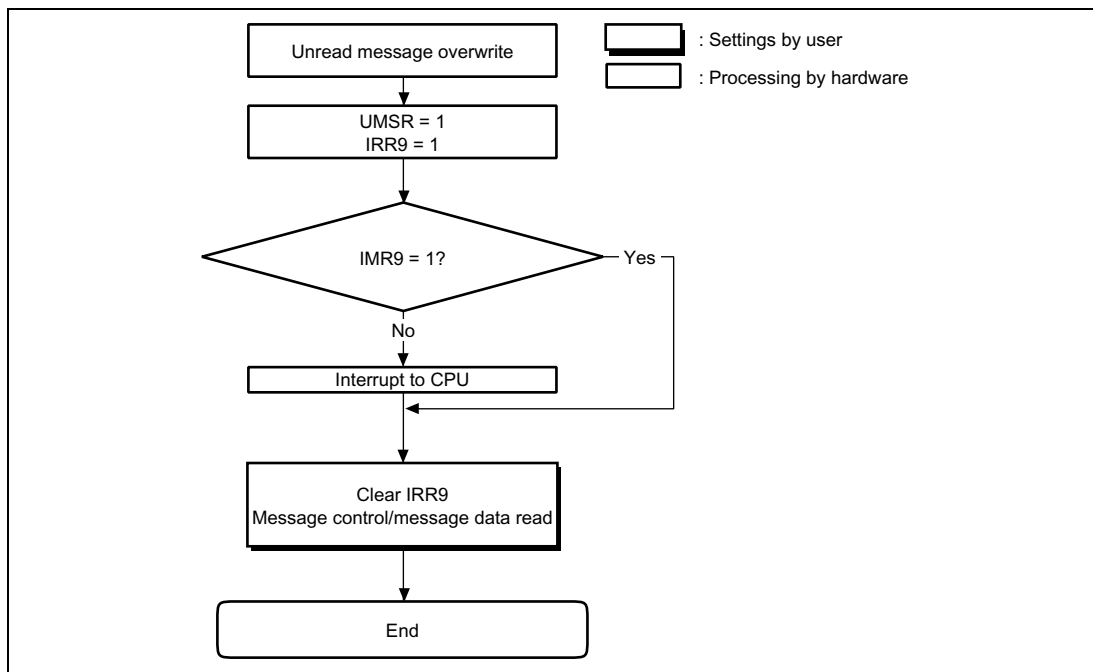 Unread message overwrite
: Settings by user
: Processing by hardware
UMSR = 1
IRR9 = 1
IMR9 = 1?
Yes
No
Interrupt to CPU
Clear IRR9
Message control/message data read
End